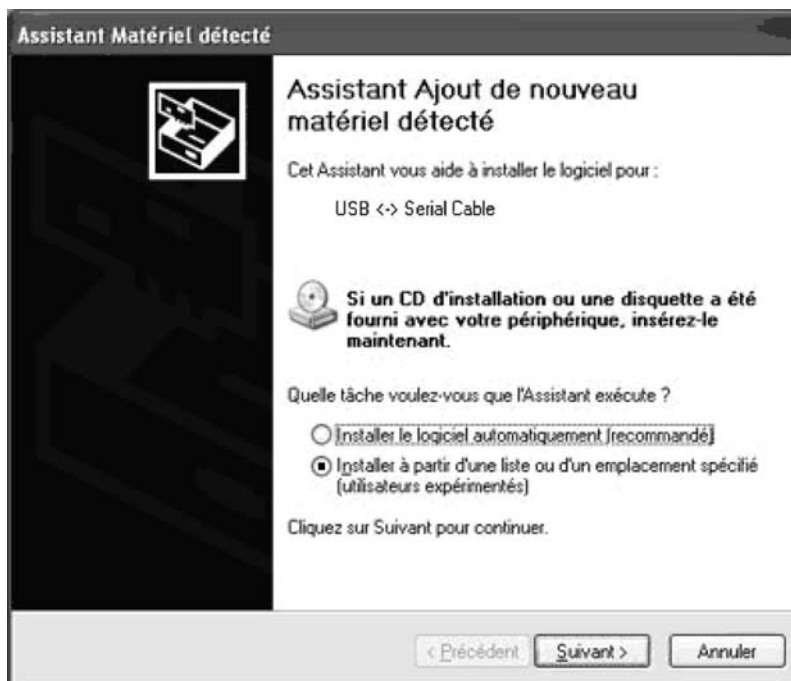 Assistant Matériel détecté
Assistant Ajout de nouveau
matériel détecté
Cet Assistant vous aide à installer le logiciel pour :
USB <-> Serial Cable
Si un CD d'installation ou une disquette a été
fourni avec votre périphérique, insérez-le
maintenant.
Quelle tâche voulez-vous que l'Assistant exécute ?
Installer le logiciel automatiquement (recommandé)
Installer à partir d'une liste ou d'un emplacement spécifié
(utilisateurs expérimentés)
Cliquez sur Suivant pour continuer.
< Précédent Suivant > Annuler